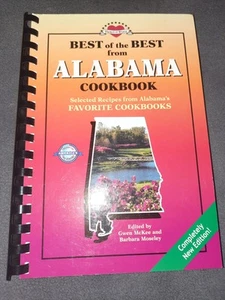 BEST of the BEST
from
ALABAMA
COOKBOOK
Selected Recipes from Alabama's
FAVORITE COOKBOOKS
Edited by
Gwen McKee
and
Barbara Moseley
Completely
New Edition!